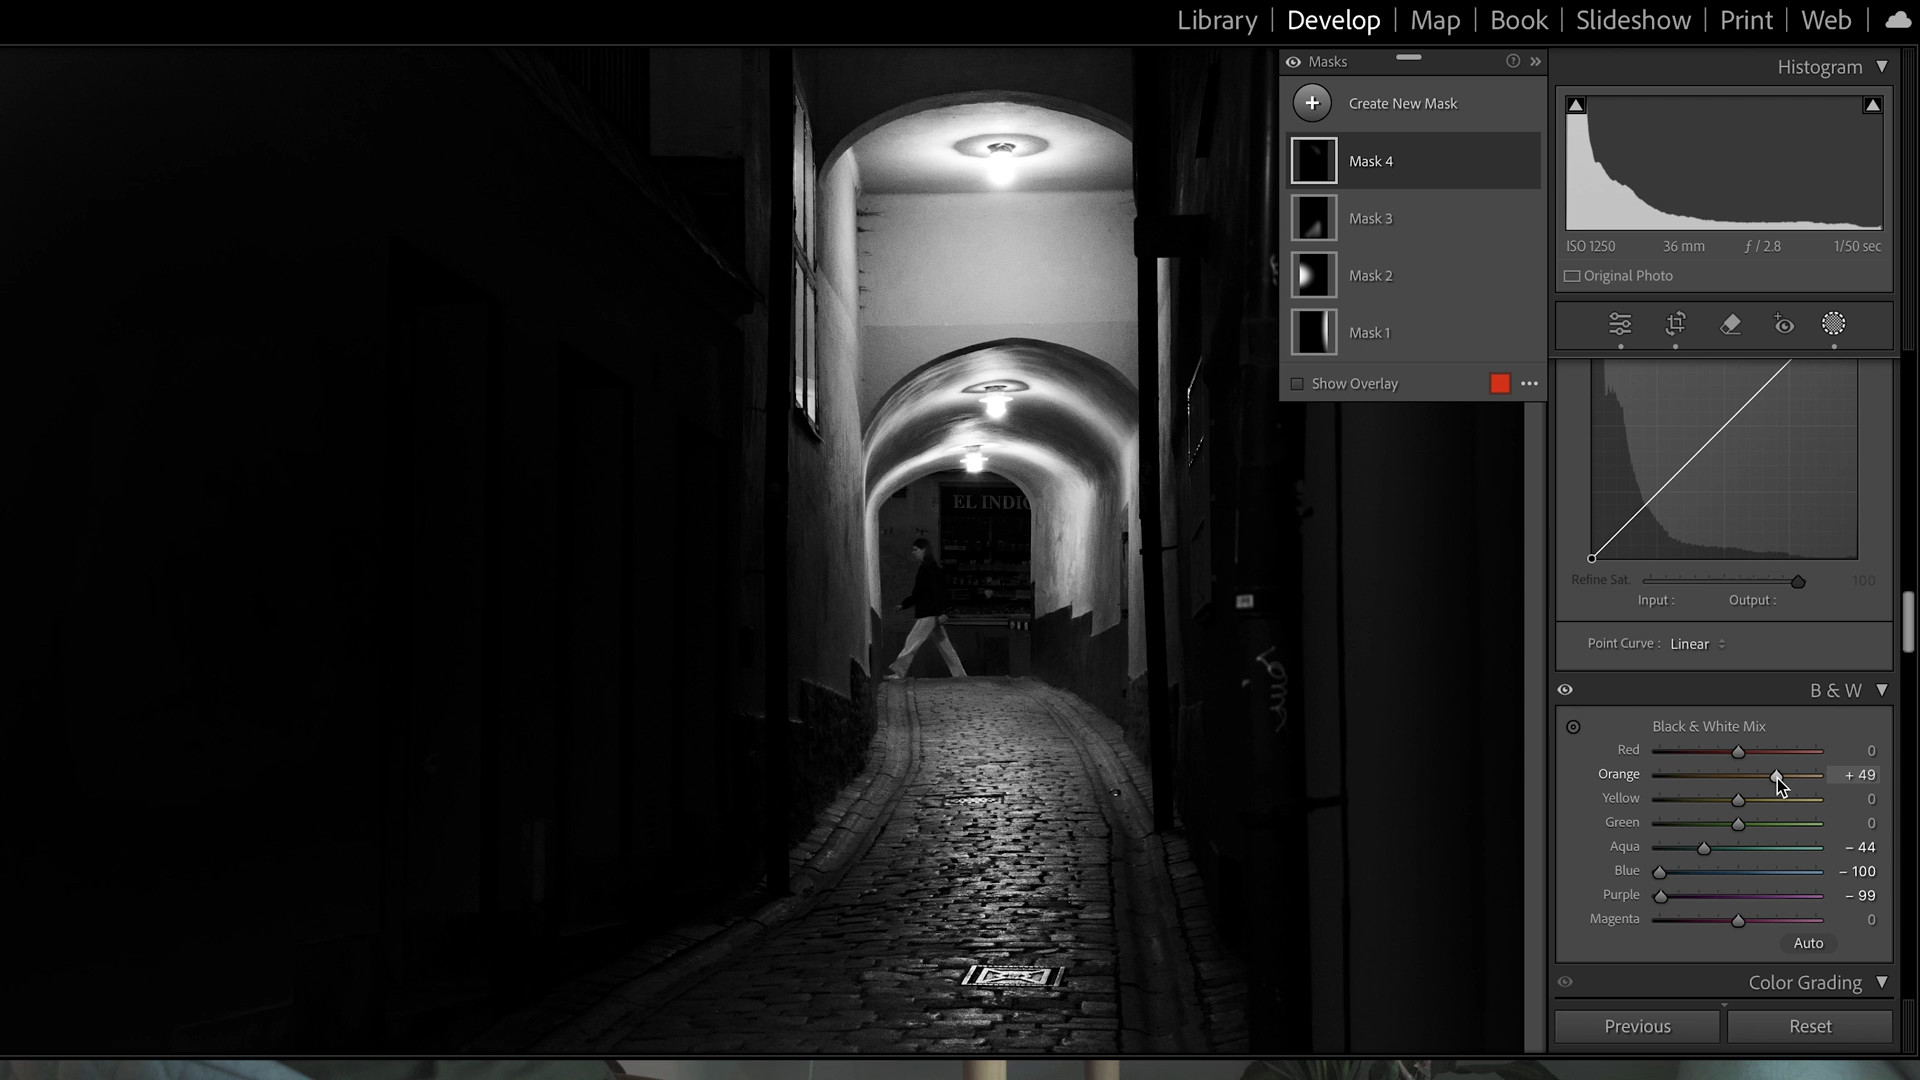 Library | Develop | Map | Book | Slideshow | Print | Web |
Masks
Create New Mask
Mask 4
Mask 3
Mask 2
Mask 1
Show Overlay
Histogram
ISO 1250 36 mm ƒ / 2.8 1/50 sec
Original Photo
Refine Sat. 100
Input : Output :
Point Curve : Linear
B & W
Black & White Mix
Red 0
Orange + 49
Yellow 0
Green 0
Aqua – 44
Blue – 100
Purple – 99
Magenta 0
Auto
Color Grading
Previous Reset
EL INDIO